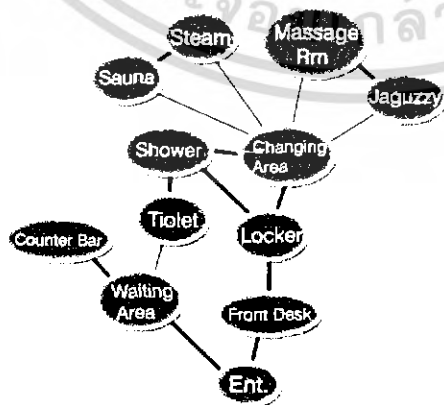 Steam
Massage
Rm
Sauna
Jaguzzy
Shower
Changing
Area
Tiolet
Locker
Counter Bar
Waiting
Area
Front Desk
Ent.